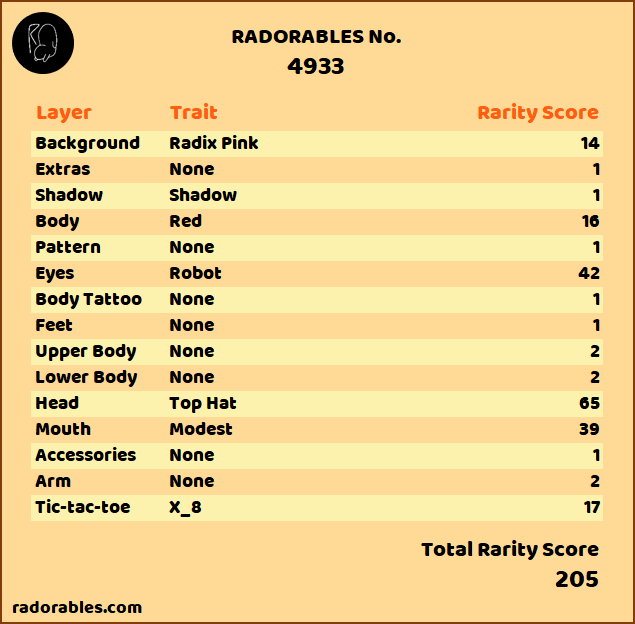 RADORABLES No.
4933
Layer Trait Rarity Score
Background Radix Pink 14
Extras None 1
Shadow Shadow 1
Body Red 16
Pattern None 1
Eyes Robot 42
Body Tattoo None 1
Feet None 1
Upper Body None 2
Lower Body None 2
Head Top Hat 65
Mouth Modest 39
Accessories None 1
Arm None 2
Tic-tac-toe X_8 17
Total Rarity Score
205
radorables.com